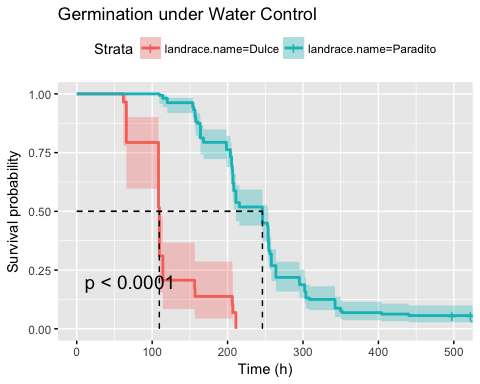 Germination under Water Control
Strata landrace.name=Dulce landrace.name=Paradito
Survival probability
1.00
0.75
0.50
0.25
0.00
p < 0.0001
0 100 200 300 400 500
Time (h)